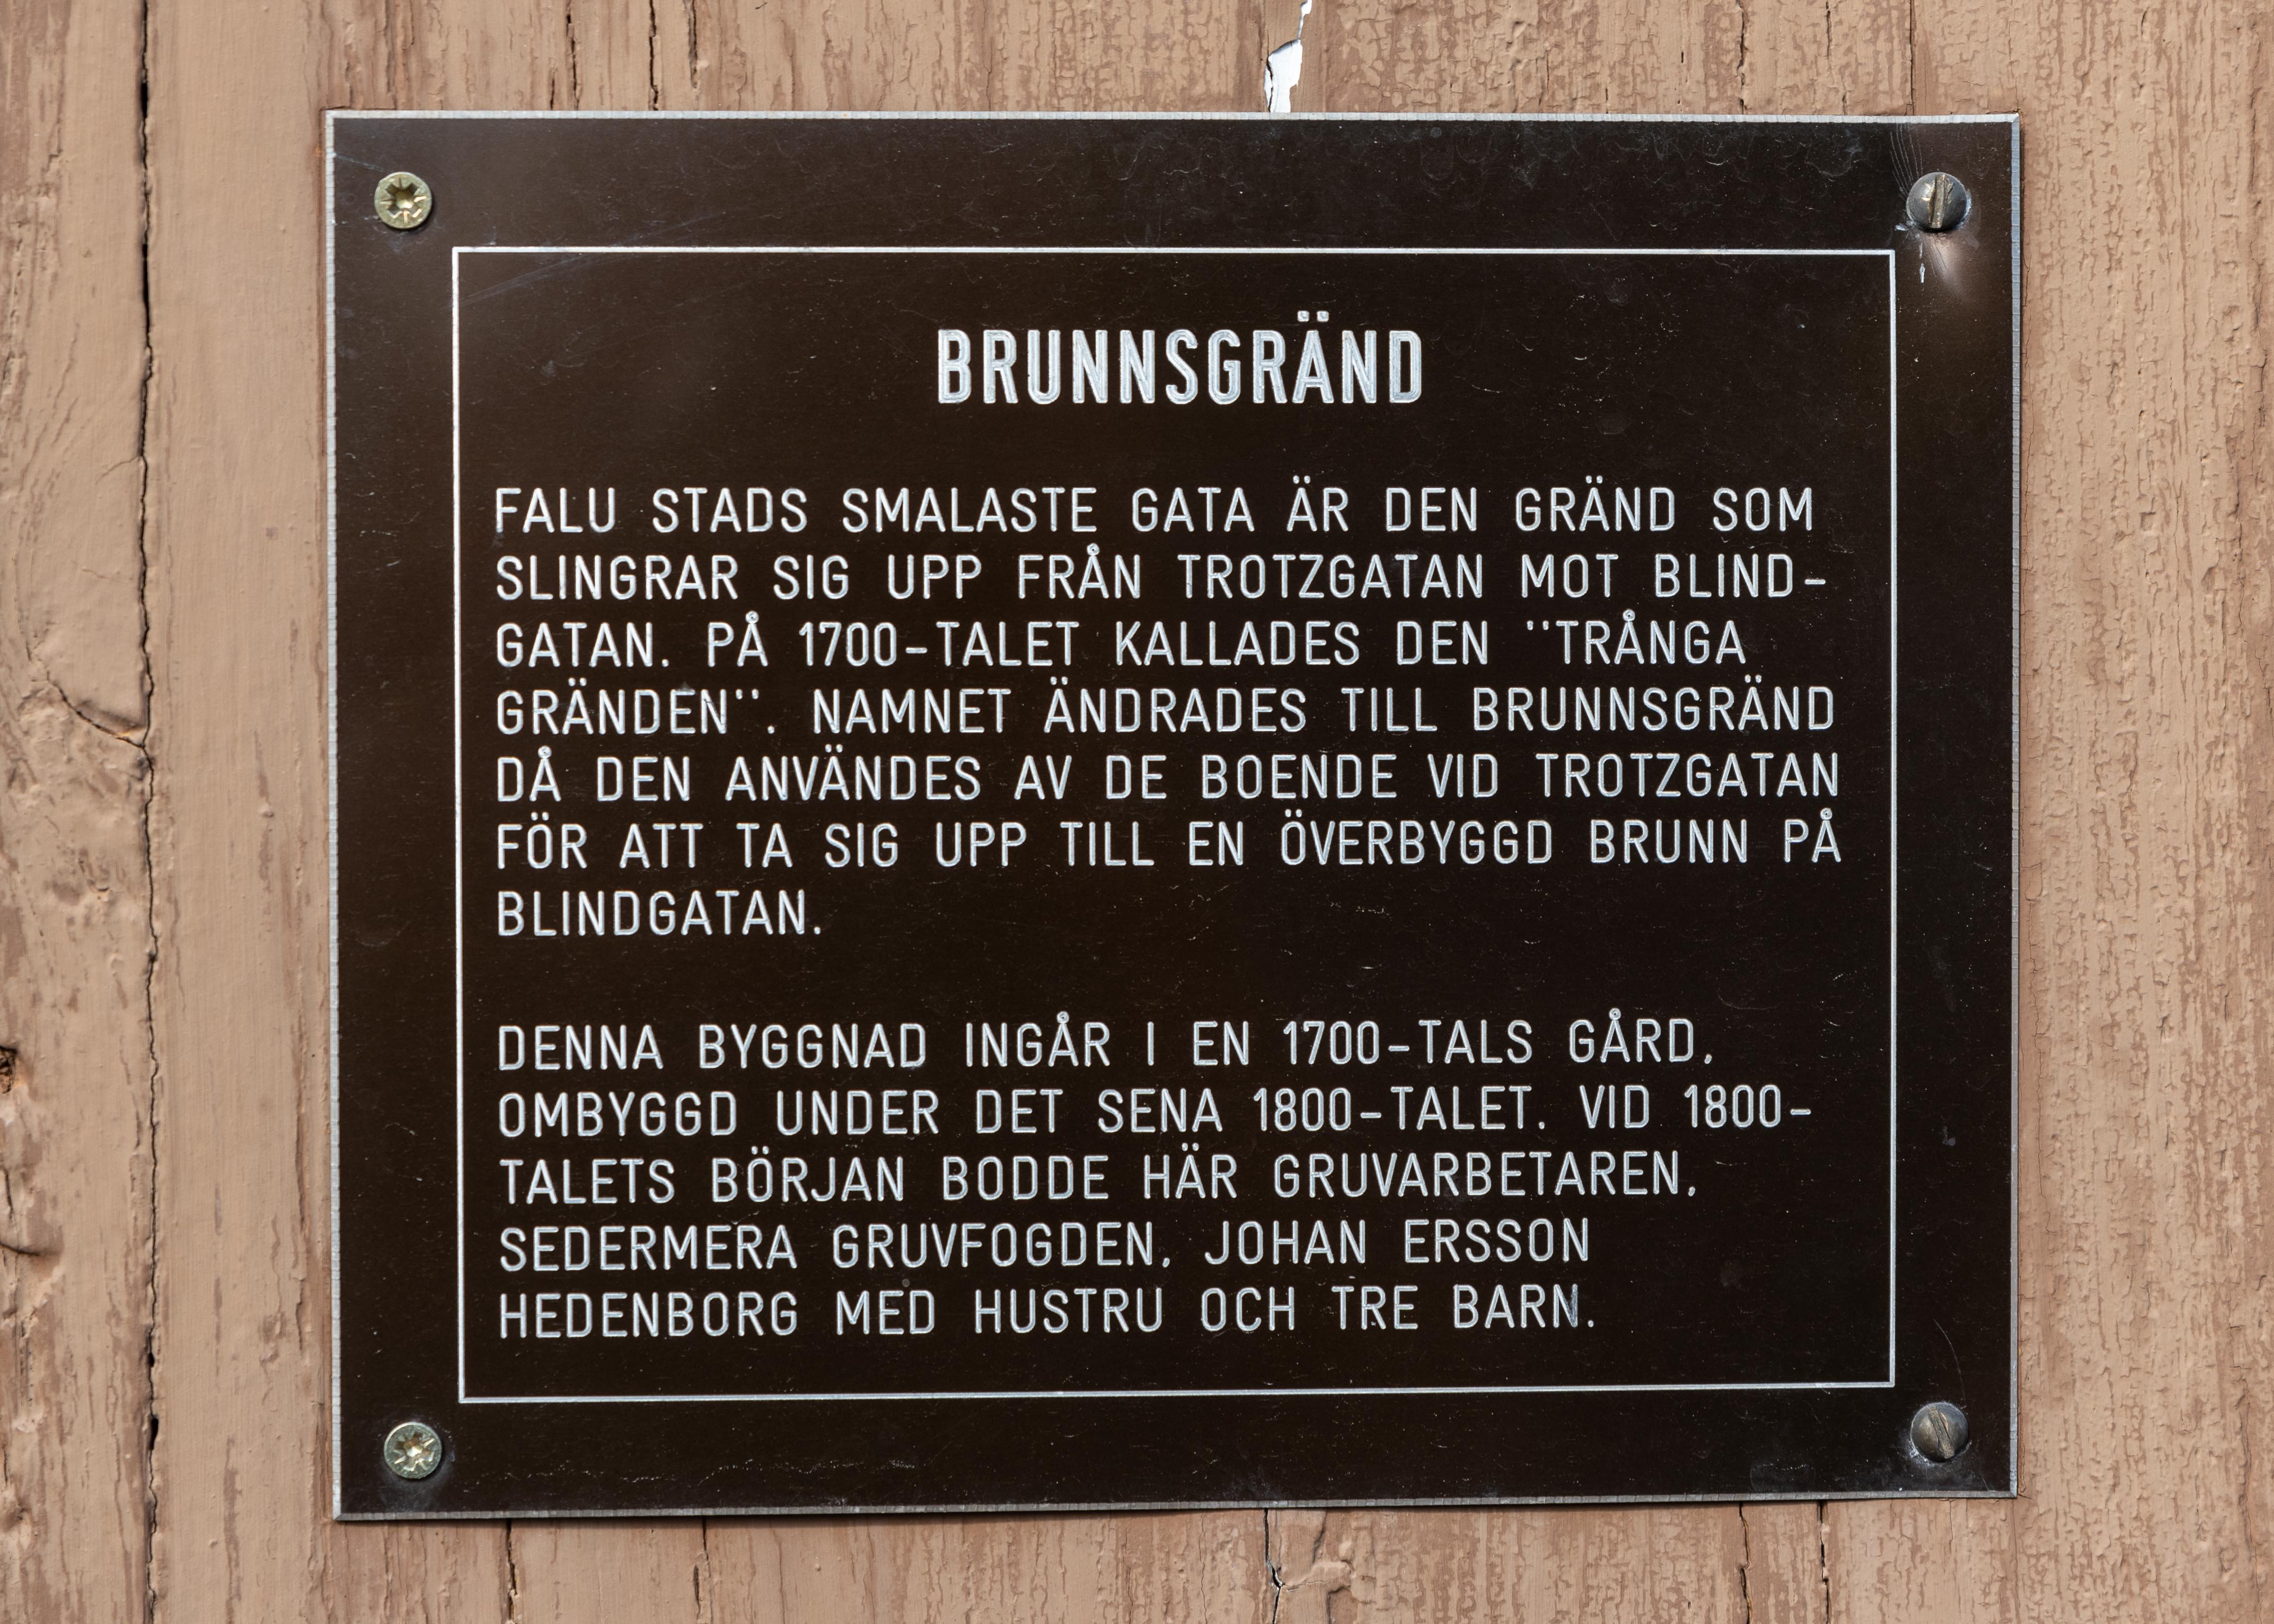 BRUNNSGRÄND
FALU STADS SMALASTE GATA ÄR DEN GRÄND SOM
SLINGRAR SIG UPP FRÅN TROTZGATAN MOT BLIND-
GATAN. PÅ 1700-TALET KALLADES DEN "TRÅNGA
GRÄNDEN". NAMNET ÄNDRADES TILL BRUNNSGRÄND
DÅ DEN ANVÄNDES AV DE BOENDE VID TROTZGATAN
FÖR ATT TA SIG UPP TILL EN ÖVERBYGGD BRUNN PÅ
BLINDGATAN.
DENNA BYGGNAD INGÅR I EN 1700-TALS GÅRD,
OMBYGGD UNDER DET SENA 1800-TALET. VID 1800-
TALETS BÖRJAN BODDE HÄR GRUVARBETAREN,
SEDERMERA GRUVFOGDEN, JOHAN ERSSON
HEDENBORG MED HUSTRU OCH TRE BARN.